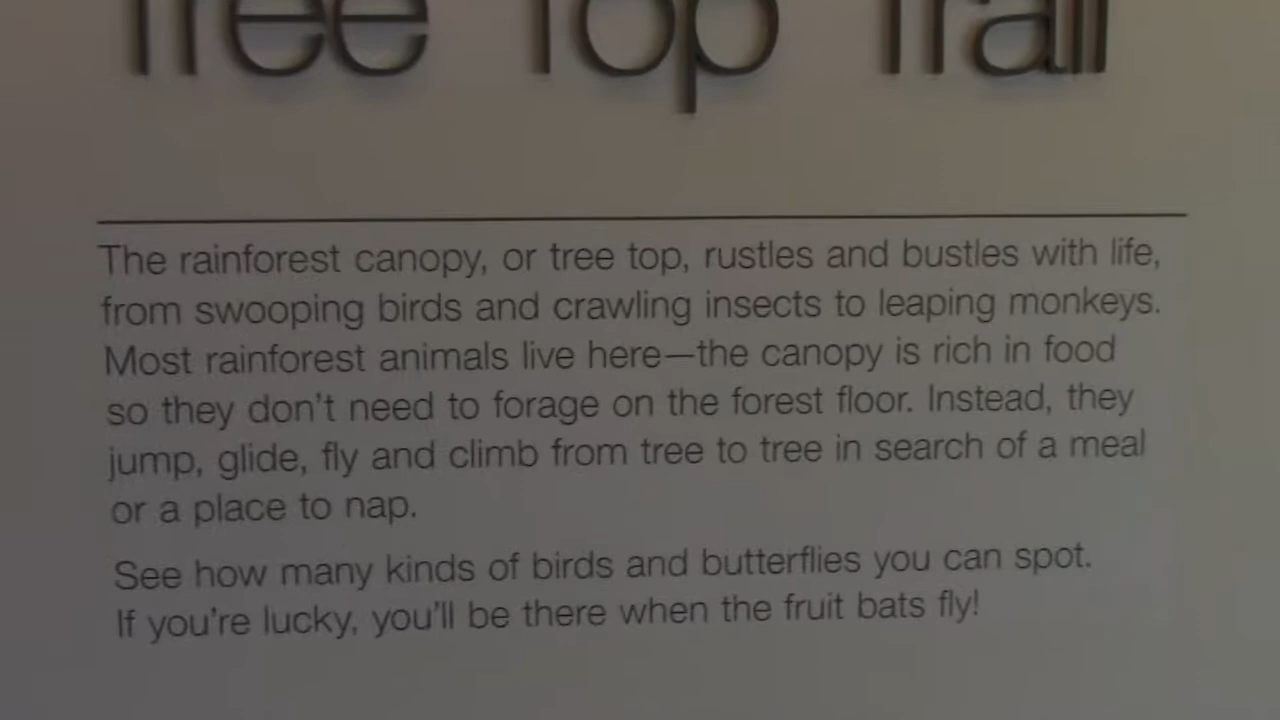 Tree Top Trail
The rainforest canopy, or tree top, rustles and bustles with life,
from swooping birds and crawling insects to leaping monkeys.
Most rainforest animals live here—the canopy is rich in food
so they don't need to forage on the forest floor. Instead, they
jump, glide, fly and climb from tree to tree in search of a meal
or a place to nap.
See how many kinds of birds and butterflies you can spot.
If you're lucky, you'll be there when the fruit bats fly!